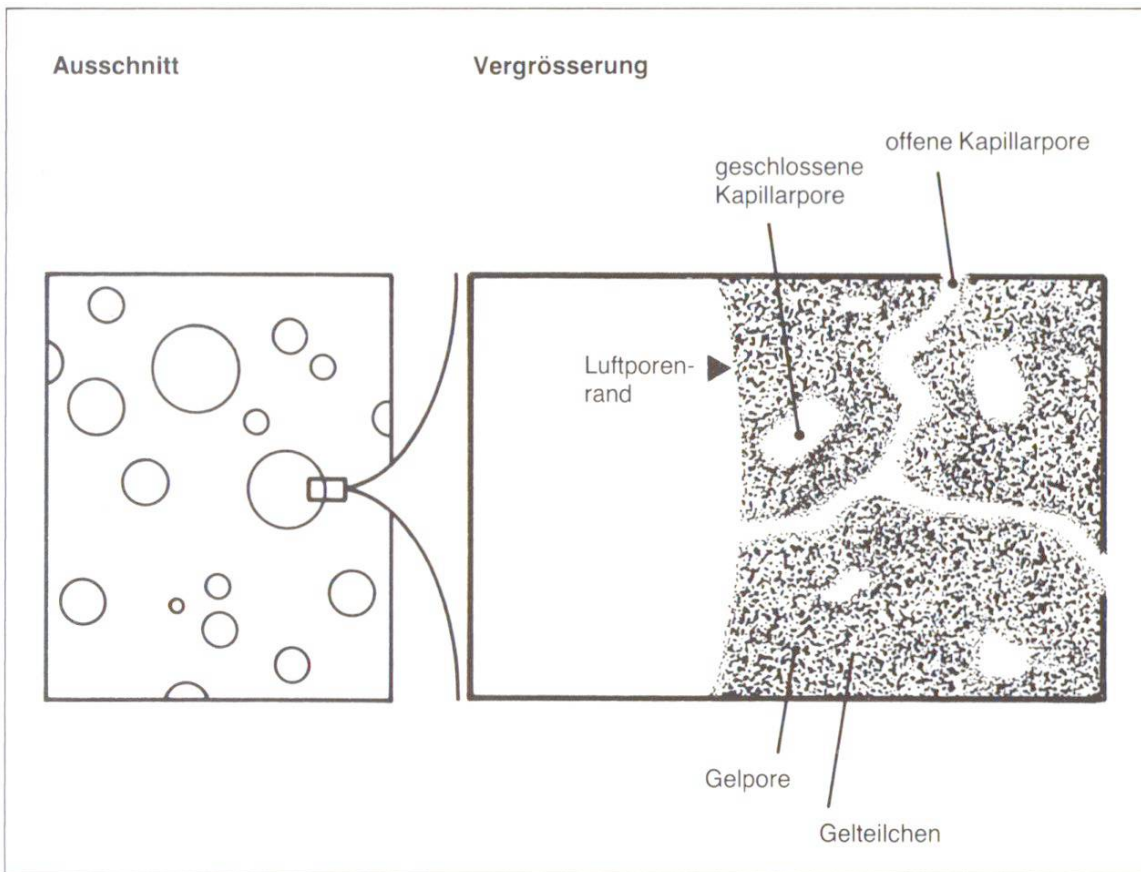 Ausschnitt
Vergrösserung
offene Kapillarpore
geschlossene
Kapillarpore
Luftporen-
rand
Gelpore
Gelteilchen